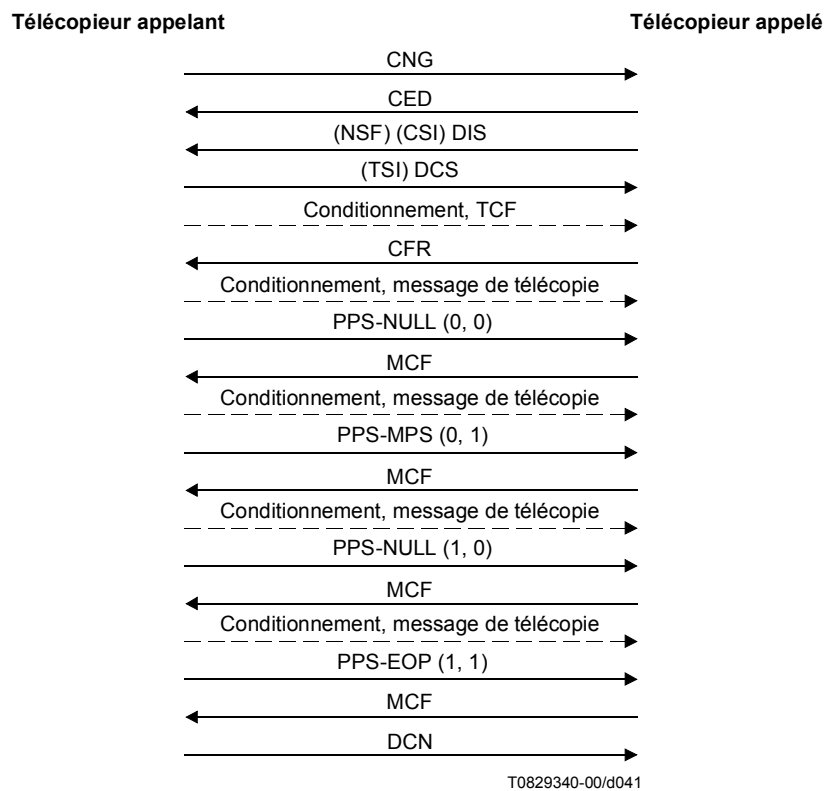 Télécopieur appelant
Télécopieur appelé
CNG
CED
(NSF) (CSI) DIS
(TSI) DCS
Conditionnement, TCF
CFR
Conditionnement, message de télécopie
PPS-NULL (0, 0)
MCF
Conditionnement, message de télécopie
PPS-MPS (0, 1)
MCF
Conditionnement, message de télécopie
PPS-NULL (1, 0)
MCF
Conditionnement, message de télécopie
PPS-EOP (1, 1)
MCF
DCN
T0829340-00/d041